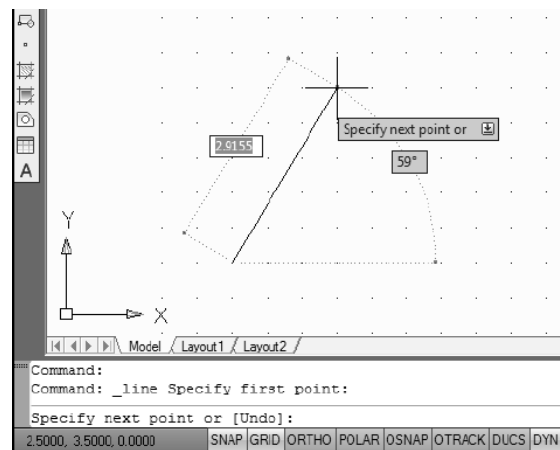 Specify next point or
2.9155
59°
A
Y
X
Model / Layout1 / Layout2 /
Command:
Command: _line Specify first point:
Specify next point or [Undo]:
2.5000, 3.5000, 0.0000 SNAP GRID ORTHO POLAR OSNAP OTRACK DUCS DYN